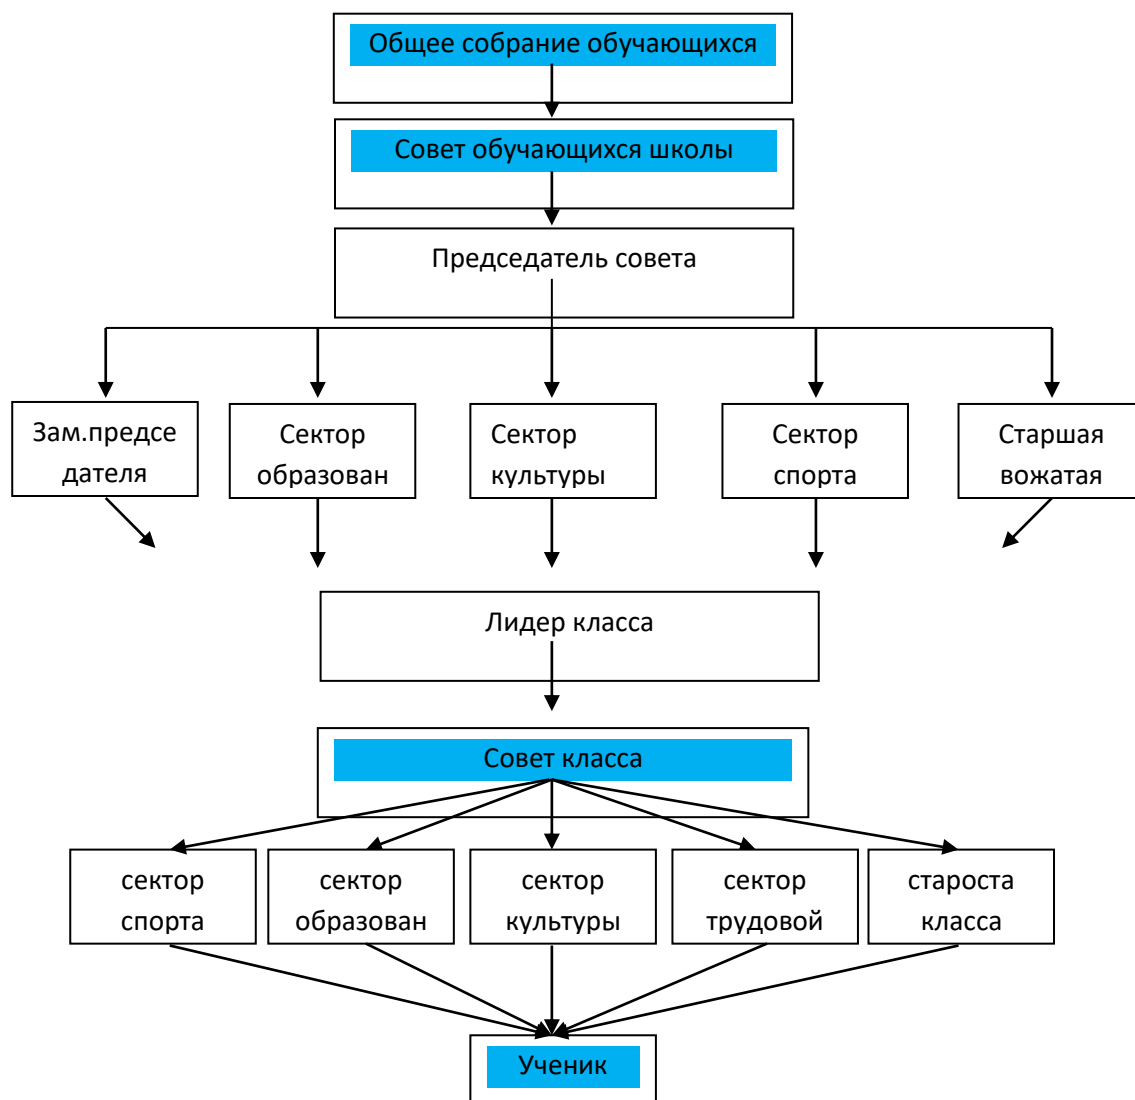 Общее собрание обучающихся
Совет обучающихся школы
Председатель совета
Зам.предсе
дателя
Сектор
образован
Сектор
культуры
Сектор
спорта
Старшая
вожатая
Лидер класса
Совет класса
сектор
спорта
сектор
образован
сектор
культуры
сектор
трудовой
староста
класса
Ученик